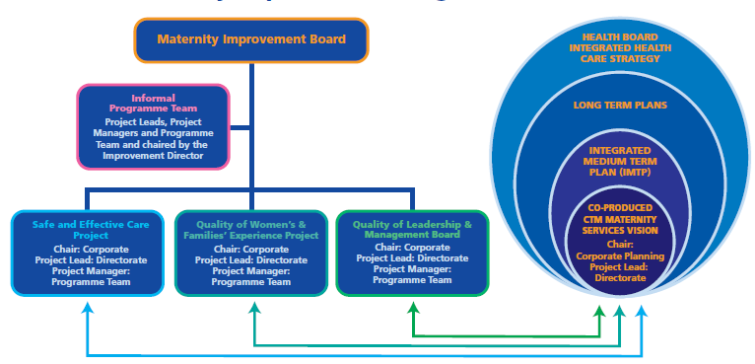 Maternity Improvement Board
Informal
Programme Team
Project Leads, Project
Managers and Programme
Team and chaired by the
Improvement Director
Safe and Effective Care
Project
Chair: Corporate
Project Lead: Directorate
Project Manager:
Programme Team
Quality of Women's &
Families' Experience Project
Chair: Corporate
Project Lead: Directorate
Project Manager:
Programme Team
Quality of Leadership &
Management Board
Chair: Corporate
Project Lead: Directorate
Project Manager:
Programme Team
HEALTH BOARD
INTEGRATED HEALTH
CARE STRATEGY
LONG TERM PLANS
INTEGRATED
MEDIUM TERM
PLAN (IMTP)
CO-PRODUCED
CTM MATERNITY
SERVICES VISION
Chair:
Corporate Planning
Project Lead:
Directorate